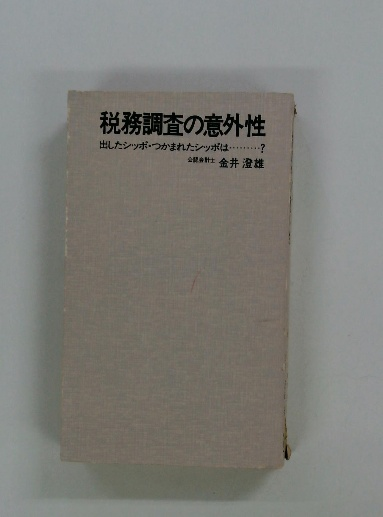 税務調査の意外性
出したシッポ・つかまれたシッポは………?
公認会計士 金井 澄雄